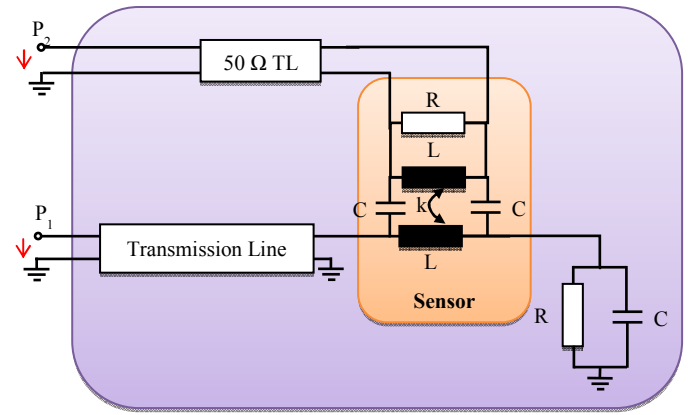 P2
50 Ω TL
R
L
C
k
C
P1
Transmission Line
L
Sensor
R
C